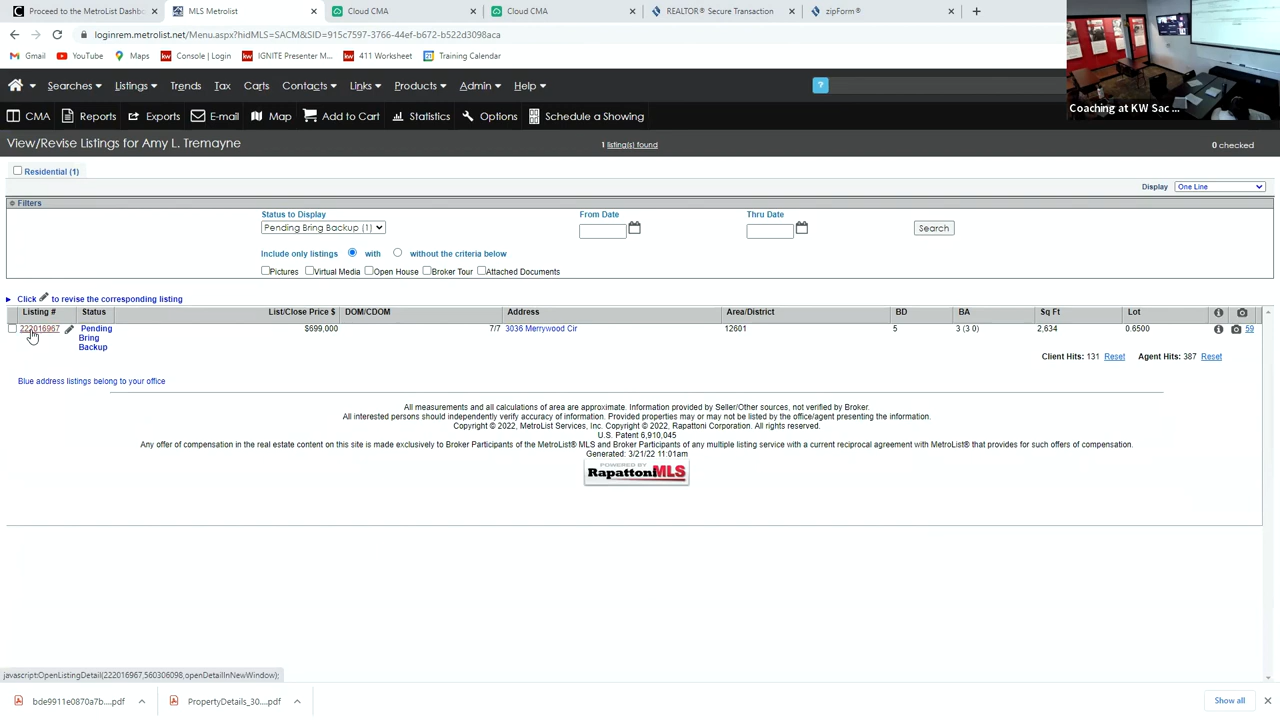 Proceed to the MetroList Dashb
MLS Metrolist
Cloud CMA
Cloud CMA
REALTOR® Secure Transaction
zipForm®
loginrem.metrolist.net/Menu.aspx?hidMLS=SACM&SID=915c7597-3766-44ef-b672-b522d3098aca
Gmail
YouTube
Maps
Console | Login
IGNITE Presenter M...
411 Worksheet
Training Calendar
Coaching at KW Sac ...
Searches
Listings
Trends
Tax
Carts
Contacts
Links
Products
Admin
Help
?
CMA
Reports
Exports
E-mail
Map
Add to Cart
Statistics
Options
Schedule a Showing
View/Revise Listings for Amy L. Tremayne
1 listing(s) found
0 checked
Residential (1)
Display
One Line
Filters
Status to Display
From Date
Thru Date
Pending Bring Backup (1)
Search
Include only listings
with
without the criteria below
Pictures
Virtual Media
Open House
Broker Tour
Attached Documents
Click to revise the corresponding listing
Listing #
Status
List/Close Price $
DOM/CDOM
Address
Area/District
BD
BA
Sq Ft
Lot
222016967
Pending Bring Backup
$699,000
7/7
3036 Merrywood Cir
12601
5
3 (3 0)
2,634
0.6500
59
Client Hits: 131 Reset
Agent Hits: 387 Reset
Blue address listings belong to your office
All measurements and all calculations of area are approximate. Information provided by Seller/Other sources, not verified by Broker.
All interested persons should independently verify accuracy of information. Provided properties may or may not be listed by the office/agent presenting the information.
Copyright © 2022, MetroList Services, Inc. Copyright © 2022, Rapattoni Corporation. All rights reserved.
U.S. Patent 6,910,045
Any offer of compensation in the real estate content on this site is made exclusively to Broker Participants of the MetroList® MLS and Broker Participants of any multiple listing service with a current reciprocal agreement with MetroList® that provides for such offers of compensation.
Generated: 3/21/22 11:01am
POWERED BY
RapattoniMLS
javascript:OpenListingDetail(222016967,560306098,openDetailInNewWindow);
bde9911e0870a7b....pdf
PropertyDetails_30....pdf
Show all